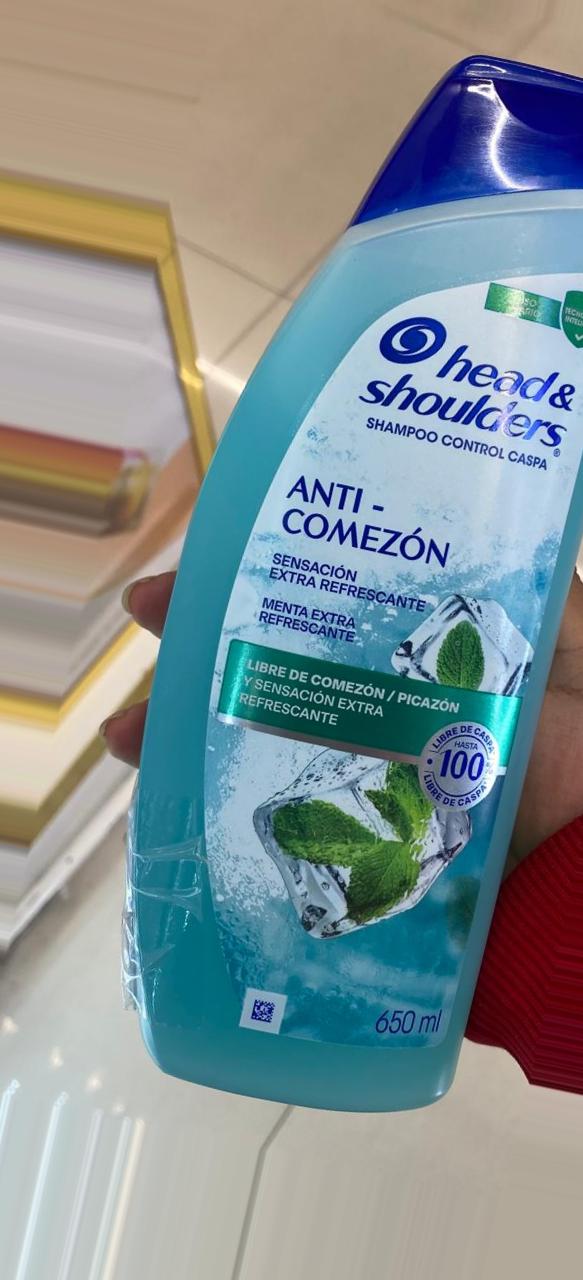 head &
shoulders®
SHAMPOO CONTROL CASPA
ANTI -
COMEZÓN
SENSACIÓN
EXTRA REFRESCANTE
MENTA EXTRA
REFRESCANTE
LIBRE DE COMEZÓN / PICAZÓN
Y SENSACIÓN EXTRA
REFRESCANTE
LIBRE DE CASPA
HASTA
100
LIBRE DE CASPA
650 ml